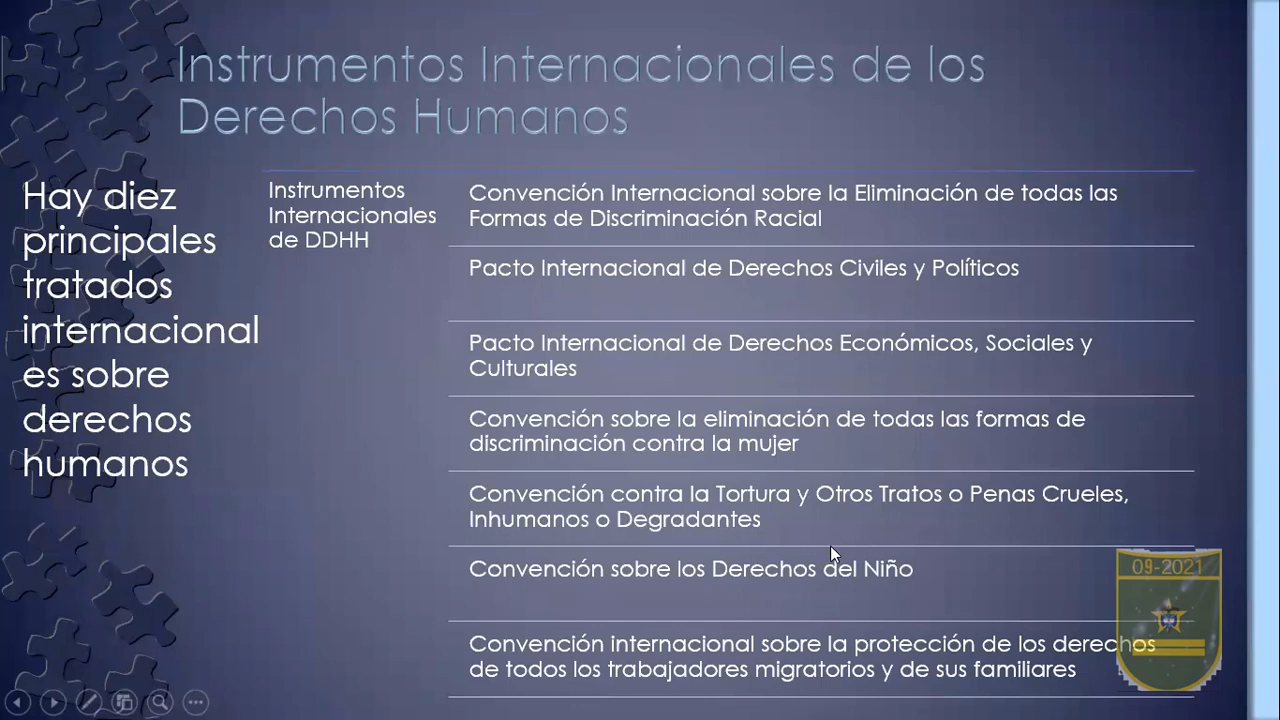 Instrumentos Internacionales de los
Derechos Humanos
Hay diez
principales
tratados
internacional
es sobre
derechos
humanos
Instrumentos
Internacionales
de DDHH
Convención Internacional sobre la Eliminación de todas las
Formas de Discriminación Racial
Pacto Internacional de Derechos Civiles y Políticos
Pacto Internacional de Derechos Económicos, Sociales y
Culturales
Convención sobre la eliminación de todas las formas de
discriminación contra la mujer
Convención contra la Tortura y Otros Tratos o Penas Crueles,
Inhumanos o Degradantes
Convención sobre los Derechos del Niño
Convención internacional sobre la protección de los derechos
de todos los trabajadores migratorios y de sus familiares
09-2021